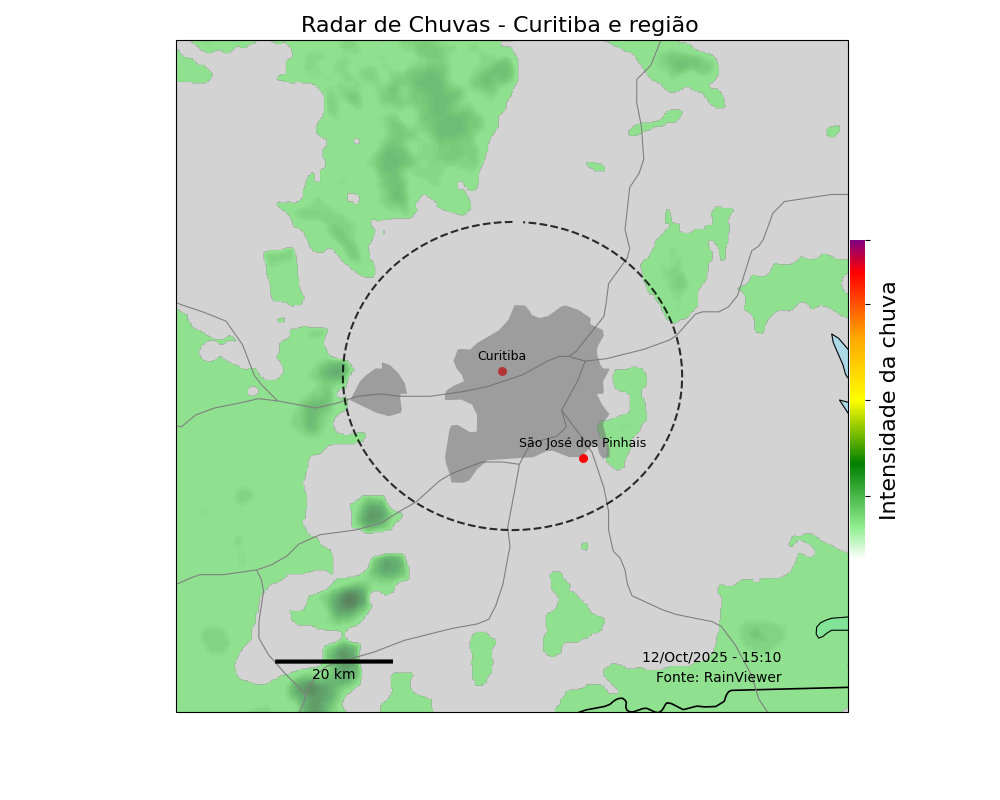 Radar de Chuvas - Curitiba e região
Curitiba
São José dos Pinhais
Intensidade da chuva
12/Oct/2025 - 15:10
20 km
Fonte: RainViewer